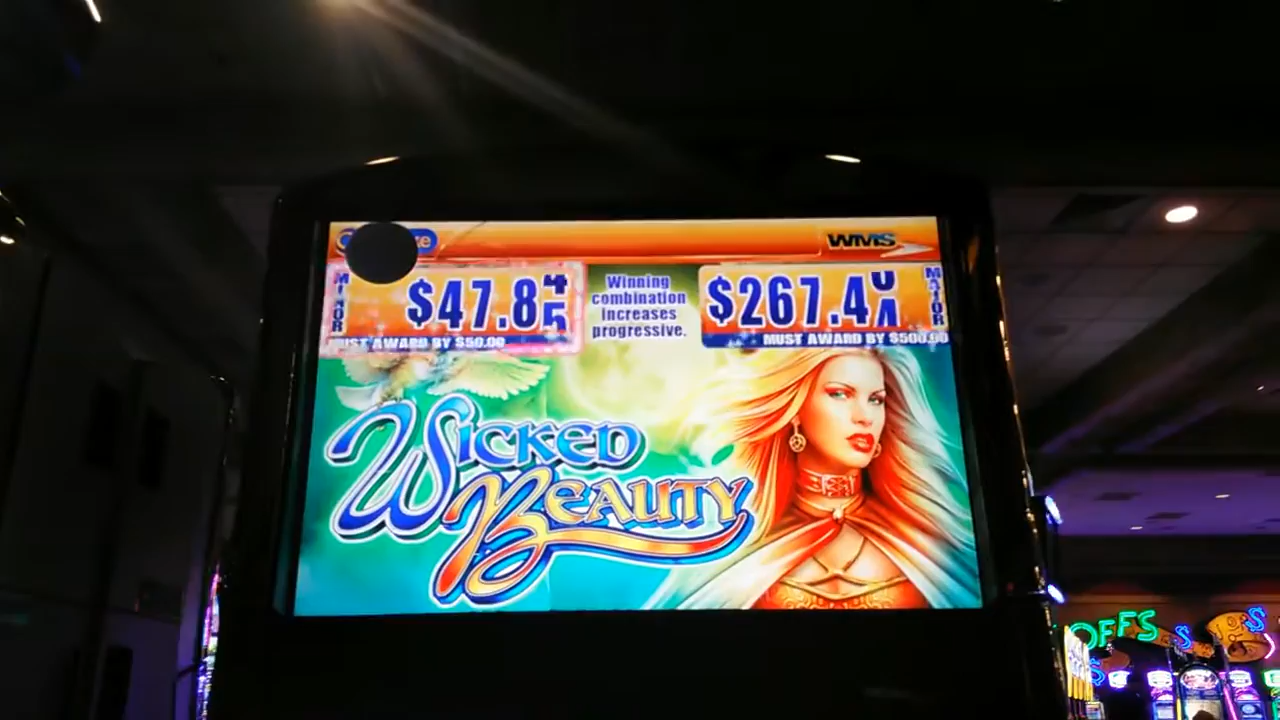 WMS
MINOR
$47.8
Winning
combination
increases
progressive.
$267.4
MAJOR
MUST AWARD BY $50.00
MUST AWARD BY $500.00
WICKED
BEAUTY
OFFS